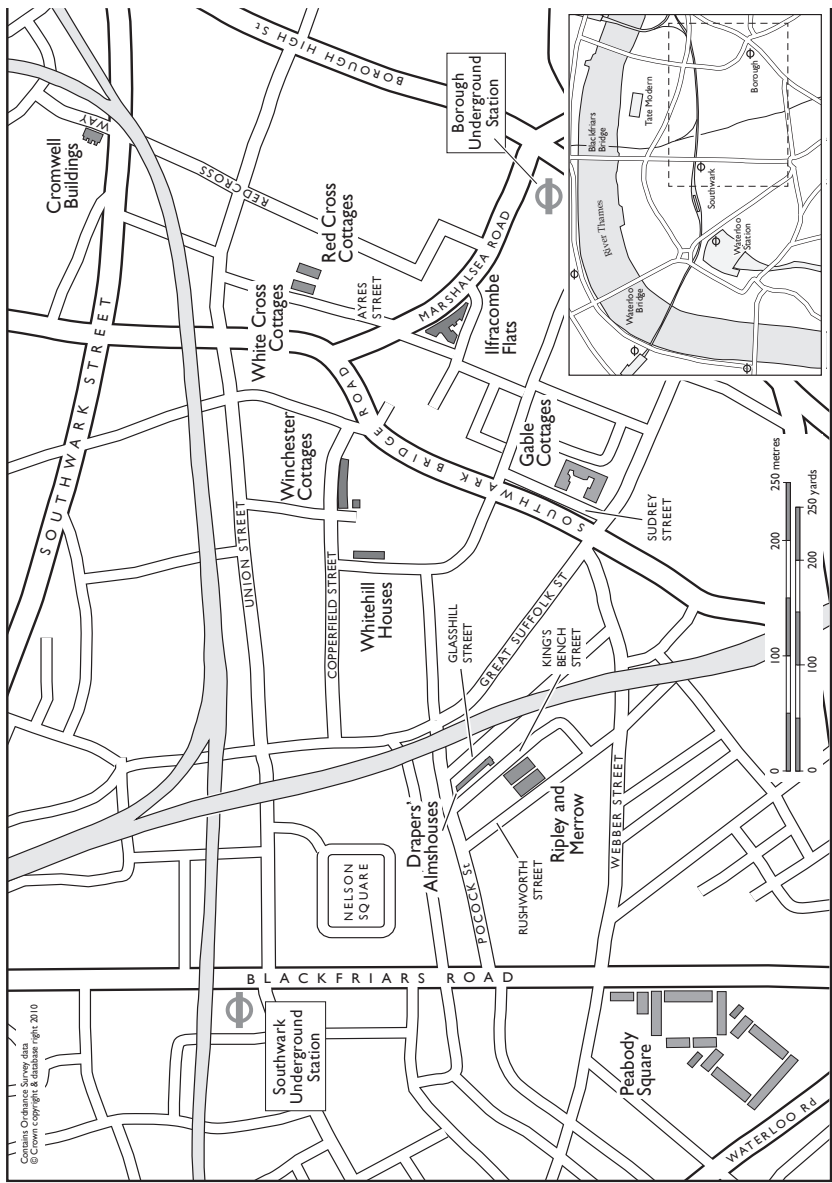 Contains Ordnance Survey data
© Crown copyright & database right 2010
SOUTHWARK STREET
WAY
Cromwell
Buildings
REDCROSS
BOROUGH HIGH St
Borough
Underground
Station
Red Cross
Cottages
White Cross
Cottages
AYRES
STREET
MARSHALSEA ROAD
Ilfracombe
Flats
Winchester
Cottages
SOUTHWARK BRIDGE ROAD
Gable
Cottages
SUDREY
STREET
UNION STREET
COPPERFIELD STREET
Whitehill
Houses
GLASSHILL
STREET
GREAT SUFFOLK ST
KING'S
BENCH
STREET
Drapers'
Almshouses
Ripley and
Merrow
RUSHWORTH
STREET
WEBBER STREET
POCOCK St
NELSON
SQUARE
BLACKFRIARS ROAD
Southwark
Underground
Station
Peabody
Square
WATERLOO Rd
0 100 200 250 metres
0 100 200 250 yards
River Thames
Waterloo
Bridge
Blackfriars
Bridge
Tate Modern
Southwark
Borough
Waterloo
Station